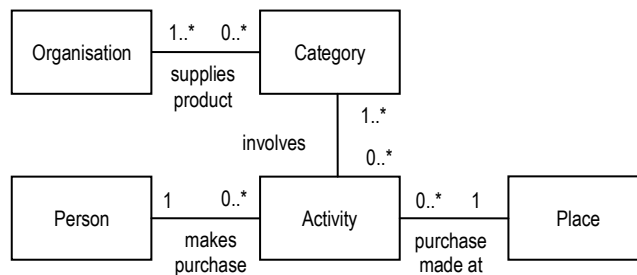 1..* 0..*
Organisation Category
supplies
product
1..*
involves
0..*
1 0..* 0..* 1
Person Activity Place
makes
purchase
purchase
made at